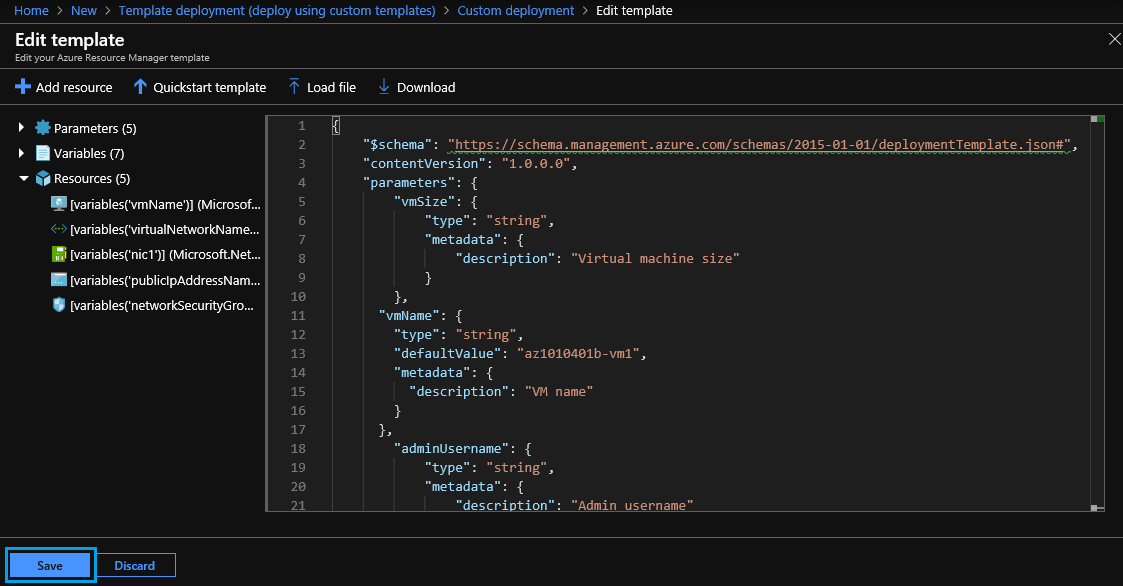 Home > New > Template deployment (deploy using custom templates) > Custom deployment > Edit template
Edit template
Edit your Azure Resource Manager template
Add resource Quickstart template Load file Download
Parameters (5)
Variables (7)
Resources (5)
[variables('vmName')] (Microsof...
[variables('virtualNetworkName...
[variables('nic1')] (Microsoft.Net...
[variables('publicIpAddressNam...
[variables('networkSecurityGro...
1 {
2 "$schema": "https://schema.management.azure.com/schemas/2015-01-01/deploymentTemplate.json#",
3 "contentVersion": "1.0.0.0",
4 "parameters": {
5 "vmSize": {
6 "type": "string",
7 "metadata": {
8 "description": "Virtual machine size"
9 }
10 },
11 "vmName": {
12 "type": "string",
13 "defaultValue": "az1010401b-vm1",
14 "metadata": {
15 "description": "VM name"
16 }
17 },
18 "adminUsername": {
19 "type": "string",
20 "metadata": {
21 "description": "Admin username"
Save Discard